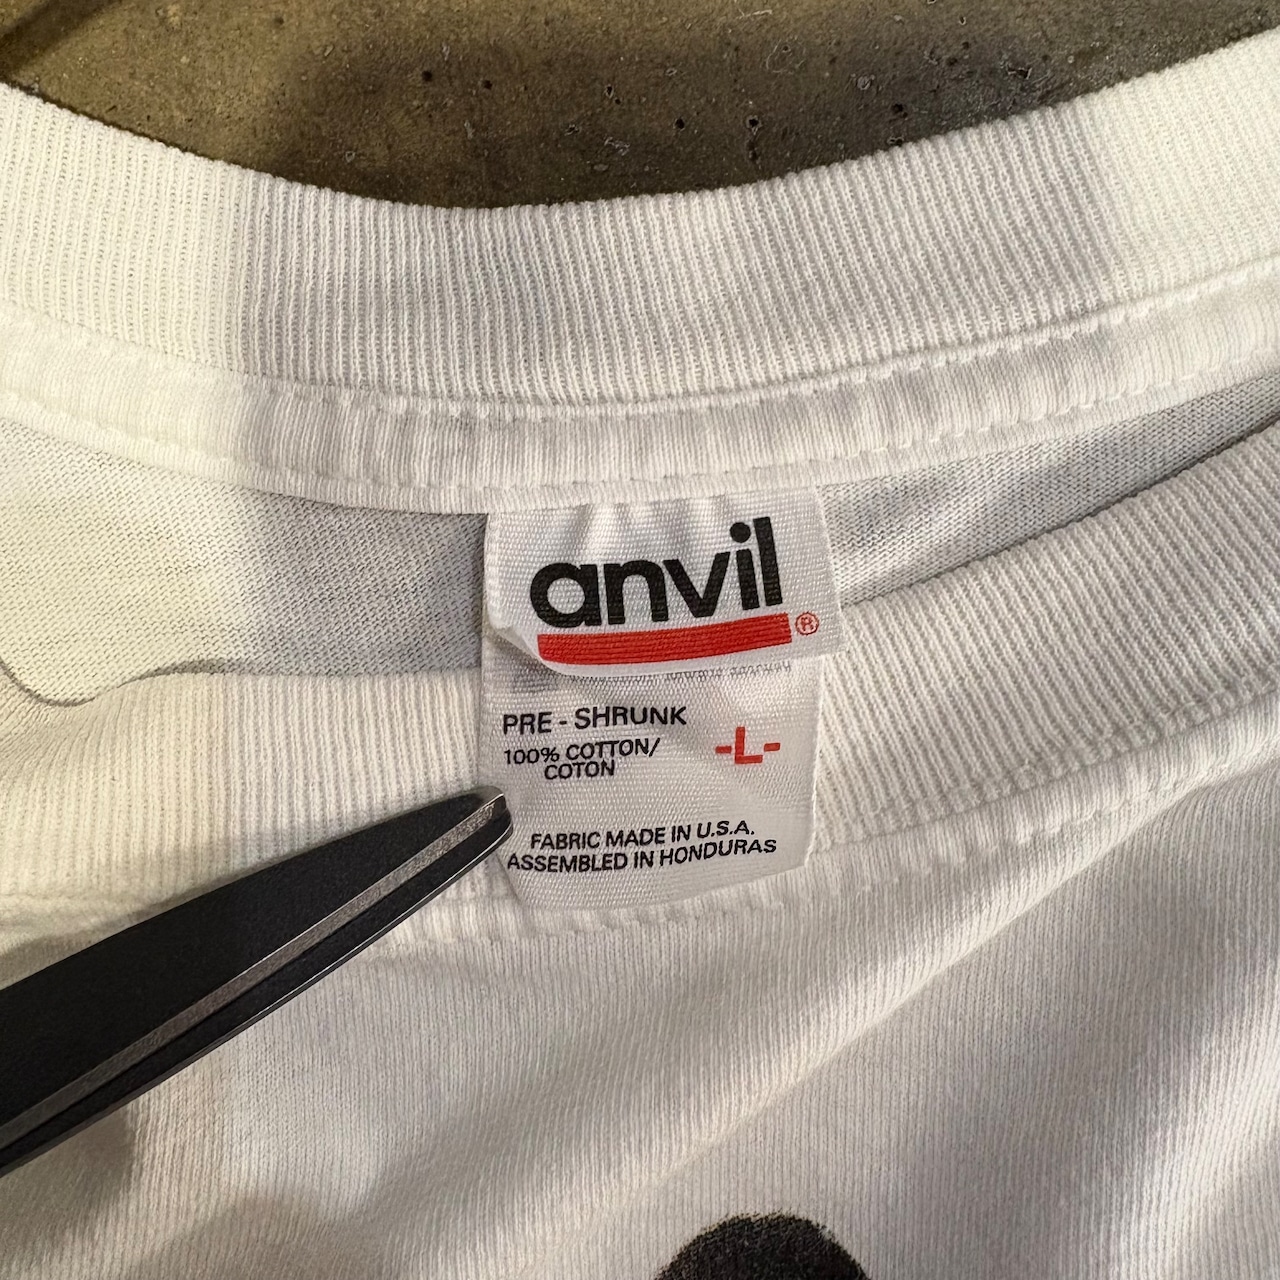 anvil®
PRE - SHRUNK
100% COTTON/
COTON
-L-
FABRIC MADE IN U.S.A.
ASSEMBLED IN HONDURAS